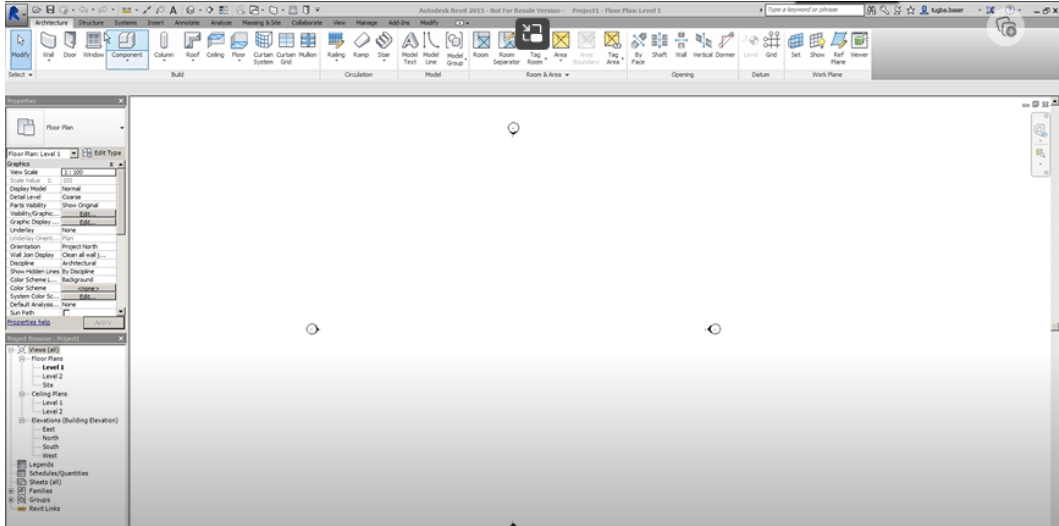 Autodesk Revit 2015 - Not For Resale Version - Project1 - Floor Plan: Level 1
Type a keyword or phrase
tugba.baser
Architecture Structure Systems Insert Annotate Analyze Massing & Site Collaborate View Manage Add-Ins Modify
Modify Wall Door Window Component Column Roof Ceiling Floor Curtain System Curtain Grid Mullion Railing Ramp Stair Model Text Model Line Model Group Room Room Separator Tag Room Area Area Boundary Tag Area By Face Shaft Wall Vertical Dormer Level Grid Set Show Ref Plane Viewer
Select Build Circulation Model Room & Area Opening Datum Work Plane
Properties
Floor Plan
Floor Plan: Level 1 Edit Type
Graphics
View Scale 1 : 100
Scale Value 1: 100
Display Model Normal
Detail Level Coarse
Parts Visibility Show Original
Visibility/Graphic... Edit...
Graphic Display ... Edit...
Underlay None
Underlay Orient... Plan
Orientation Project North
Wall Join Display Clean all wall j...
Discipline Architectural
Show Hidden Lines By Discipline
Color Scheme L... Background
Color Scheme <none>
System Color Sc... Edit...
Default Analysis... None
Sun Path
Properties help Apply
Project Browser - Project1
Views (all)
Floor Plans
Level 1
Level 2
Site
Ceiling Plans
Level 1
Level 2
Elevations (Building Elevation)
East
North
South
West
Legends
Schedules/Quantities
Sheets (all)
Families
Groups
Revit Links